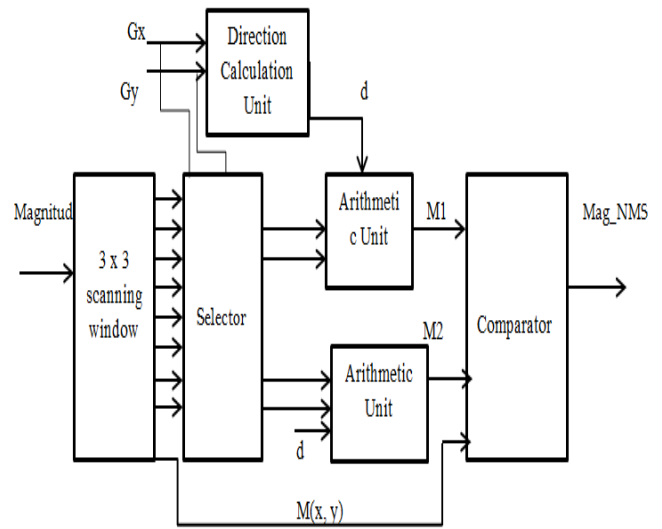 Gx
Gy
Direction
Calculation
Unit
d
Magnitud
3 x 3
scanning
window
Selector
Arithmeti
c Unit
M1
Comparator
Mag_NMS
M2
Arithmetic
Unit
d
M(x, y)